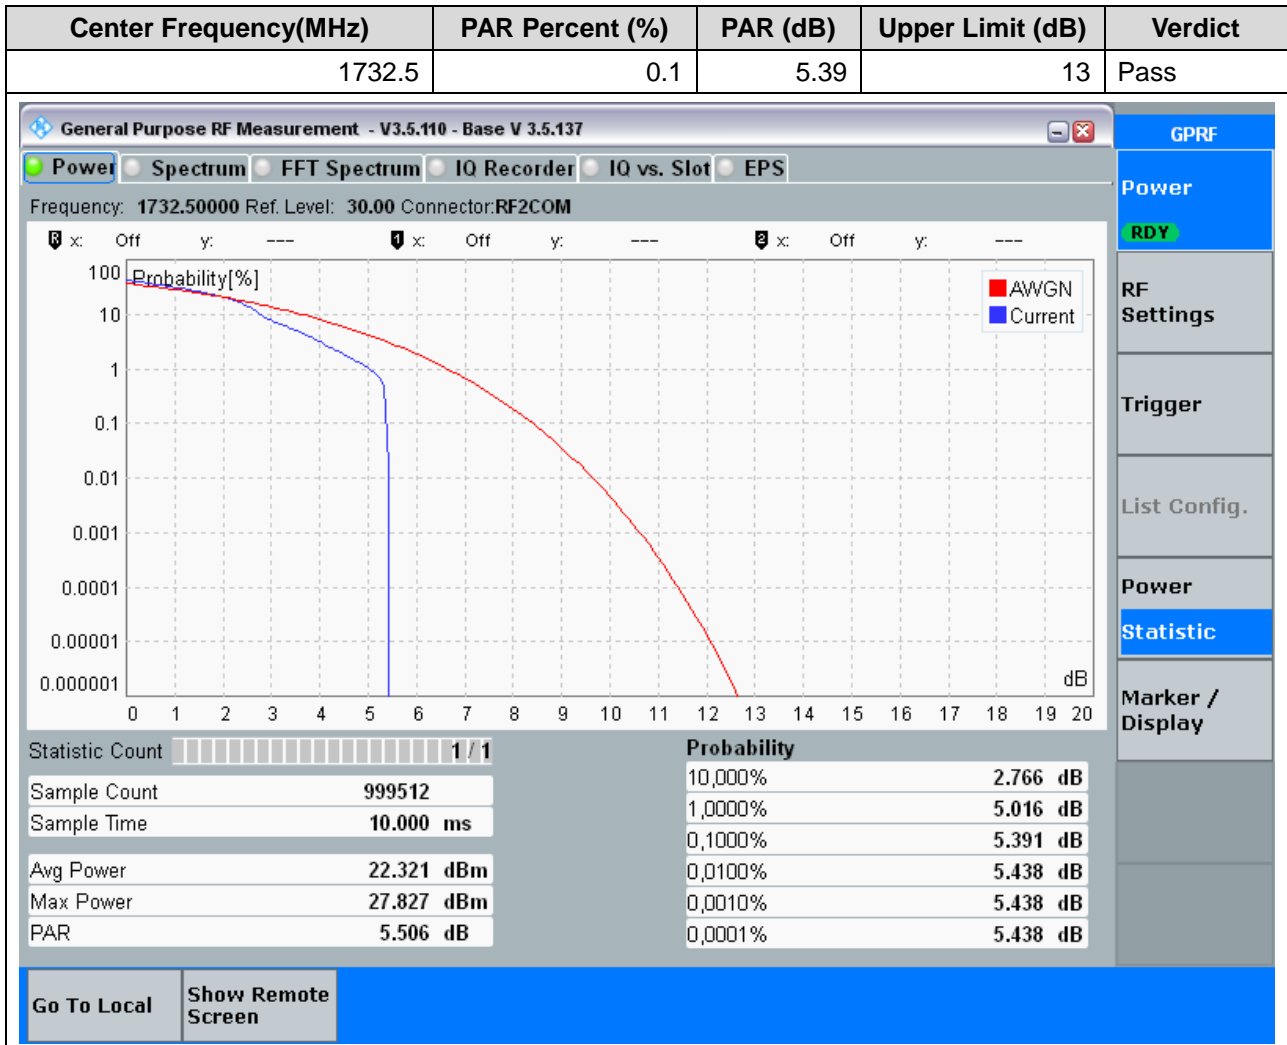 Center Frequency(MHz) PAR Percent (%) PAR (dB) Upper Limit (dB) Verdict
1732.5 0.1 5.39 13 Pass
General Purpose RF Measurement - V3.5.110 - Base V 3.5.137
GPRF
Power Spectrum FFT Spectrum IQ Recorder IQ vs. Slot EPS
Power
RDY
Frequency: 1732.50000 Ref. Level: 30.00 Connector:RF2COM
R x: Off y: --- 1 x: Off y: --- 2 x: Off y: ---
Probability[%]
AWGN
Current
100
10
1
0.1
0.01
0.001
0.0001
0.00001
0.000001
dB
0 1 2 3 4 5 6 7 8 9 10 11 12 13 14 15 16 17 18 19 20
RF
Settings
Trigger
List Config.
Power
Statistic
Marker /
Display
Statistic Count 1 / 1
Sample Count 999512
Sample Time 10.000 ms
Avg Power 22.321 dBm
Max Power 27.827 dBm
PAR 5.506 dB
Probability
10,000% 2.766 dB
1,0000% 5.016 dB
0,1000% 5.391 dB
0,0100% 5.438 dB
0,0010% 5.438 dB
0,0001% 5.438 dB
Go To Local
Show Remote
Screen